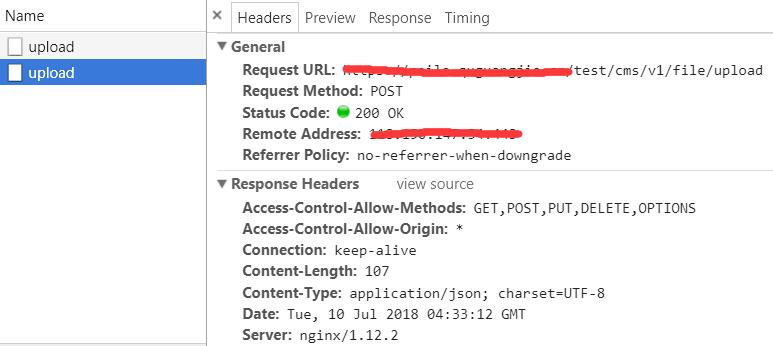 Name
upload
upload
× Headers Preview Response Timing
▼ General
Request URL: /test/cms/v1/file/upload
Request Method: POST
Status Code: 200 OK
Remote Address:
Referrer Policy: no-referrer-when-downgrade
▼ Response Headers view source
Access-Control-Allow-Methods: GET,POST,PUT,DELETE,OPTIONS
Access-Control-Allow-Origin: *
Connection: keep-alive
Content-Length: 107
Content-Type: application/json; charset=UTF-8
Date: Tue, 10 Jul 2018 04:33:12 GMT
Server: nginx/1.12.2